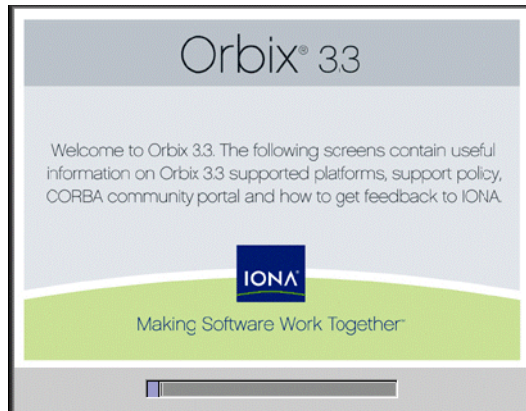 Orbix® 3.3
Welcome to Orbix 3.3. The following screens contain useful
information on Orbix 3.3 supported platforms, support policy,
CORBA community portal and how to get feedback to IONA.
IONA
Making Software Work Together™